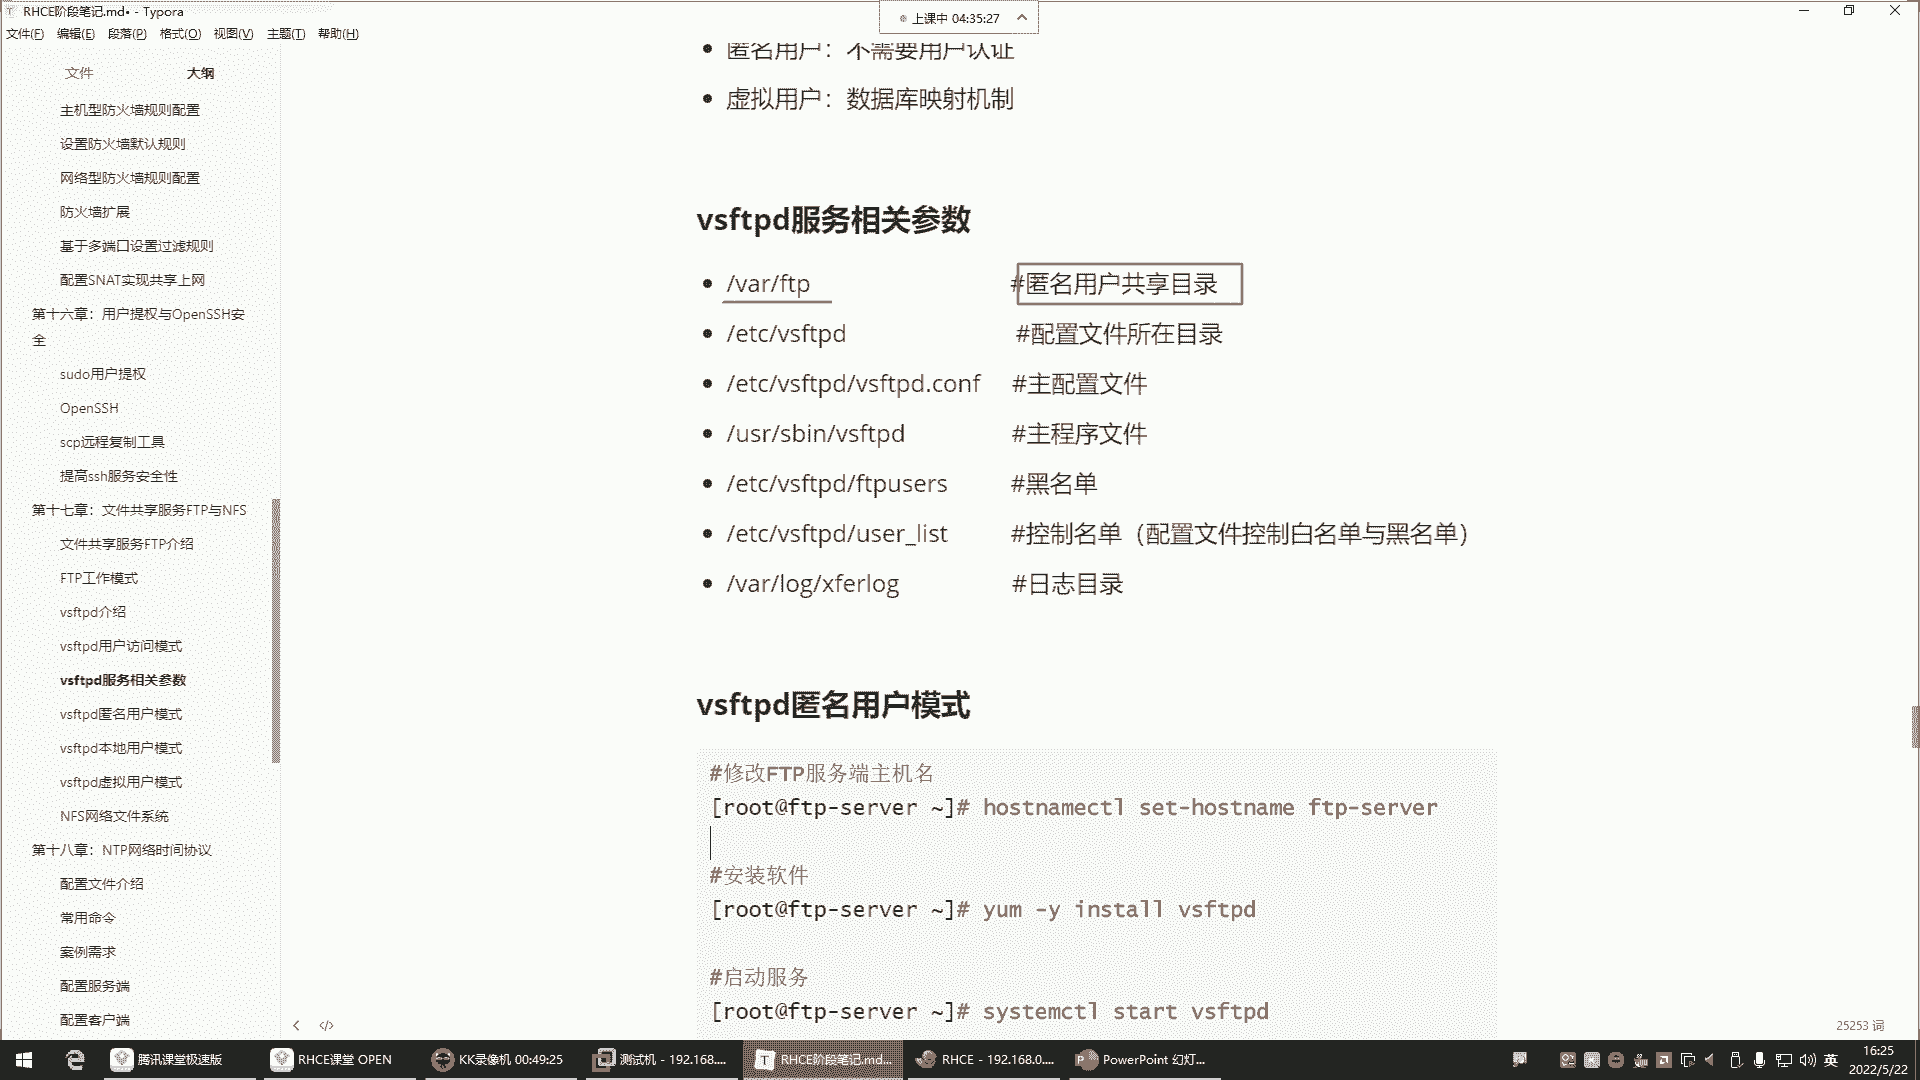 RHCE阶段笔记.md• - Typora
上课中 04:35:27
文件(F) 编辑(E) 段落(P) 格式(O) 视图(V) 主题(T) 帮助(H)
文件 大纲
主机型防火墙规则配置
设置防火墙默认规则
网络型防火墙规则配置
防火墙扩展
基于多端口设置过滤规则
配置SNAT实现共享上网
第十六章：用户提权与OpenSSH安
全
sudo用户提权
OpenSSH
scp远程复制工具
提高ssh服务安全性
第十七章：文件共享服务FTP与NFS
文件共享服务FTP介绍
FTP工作模式
vsftpd介绍
vsftpd用户访问模式
vsftpd服务相关参数
vsftpd匿名用户模式
vsftpd本地用户模式
vsftpd虚拟用户模式
NFS网络文件系统
第十八章：NTP网络时间协议
配置文件介绍
常用命令
案例需求
配置服务端
配置客户端
• 匿名用户：不需要用户认证
• 虚拟用户：数据库映射机制
vsftpd服务相关参数
• /var/ftp #匿名用户共享目录
• /etc/vsftpd #配置文件所在目录
• /etc/vsftpd/vsftpd.conf #主配置文件
• /usr/sbin/vsftpd #主程序文件
• /etc/vsftpd/ftpusers #黑名单
• /etc/vsftpd/user_list #控制名单（配置文件控制白名单与黑名单）
• /var/log/xferlog #日志目录
vsftpd匿名用户模式
#修改FTP服务端主机名
[root@ftp-server ~]# hostnamectl set-hostname ftp-server
#安装软件
[root@ftp-server ~]# yum -y install vsftpd
#启动服务
[root@ftp-server ~]# systemctl start vsftpd
25253 词
腾讯课堂极速版 RHCE课堂 OPEN KK录像机 00:49:25 测试机 - 192.168.... RHCE阶段笔记.md... RHCE - 192.168.0.... PowerPoint 幻灯... 英 16:25
2022/5/22